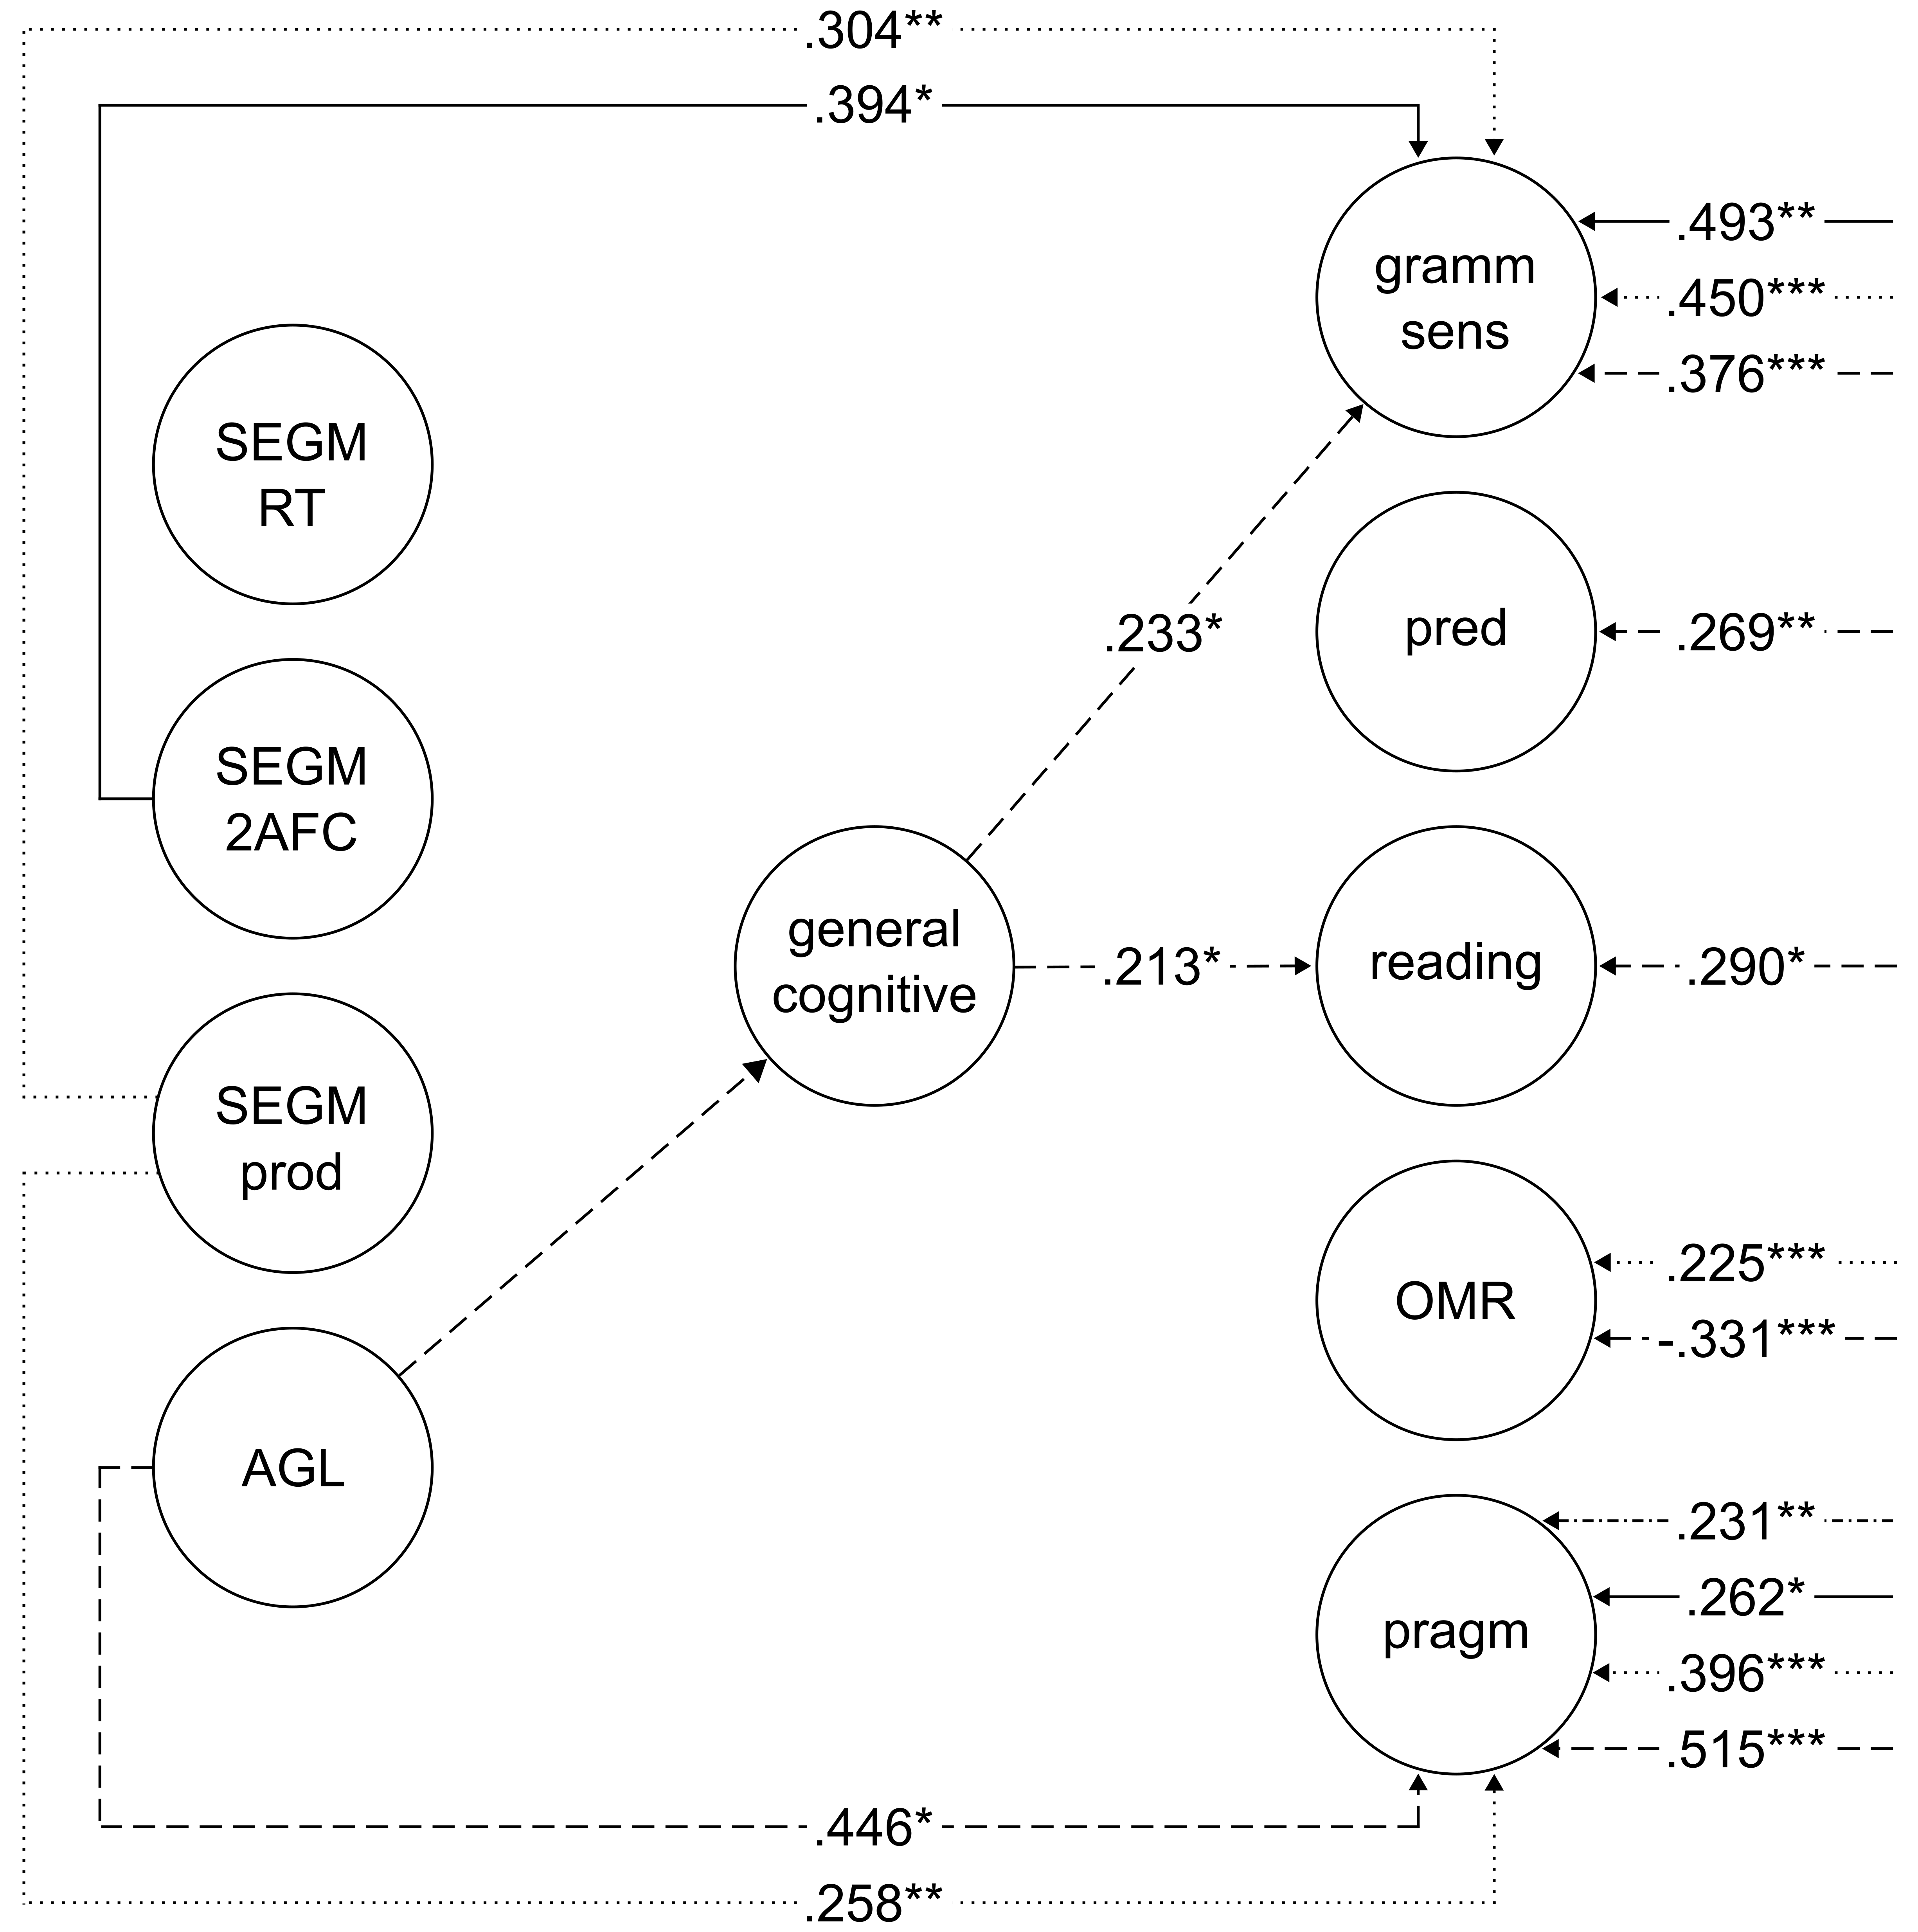 .304**
.394*
.493**
gramm
sens
.450***
.376***
SEGM
RT
.233*
pred
.269**
SEGM
2AFC
general
cognitive
.213*
reading
.290*
SEGM
prod
.225***
OMR
-.331***
AGL
.231**
.262*
pragm
.396***
.515***
.446*
.258**